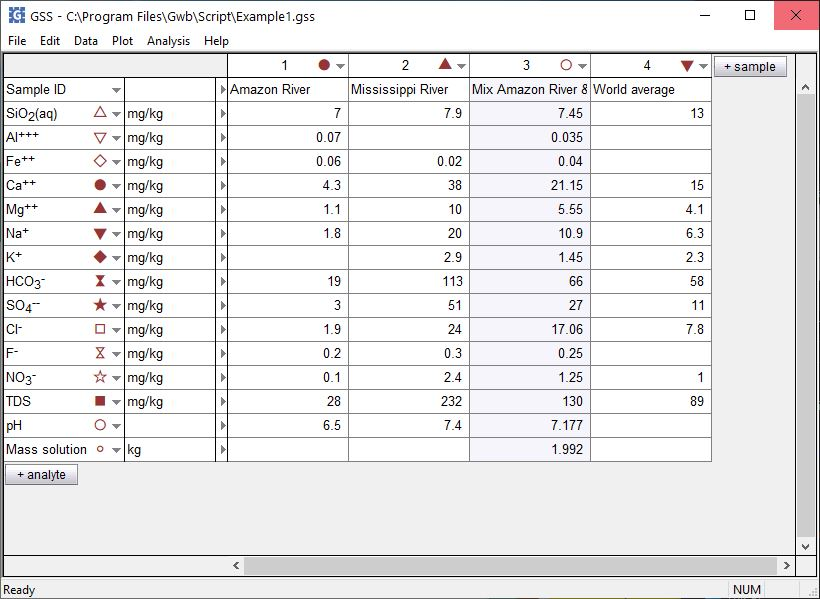 GSS - C:\Program Files\Gwb\Script\Example1.gss
File Edit Data Plot Analysis Help
1 2 3 4 + sample
Sample ID Amazon River Mississippi River Mix Amazon River & World average
SiO2(aq) mg/kg 7 7.9 7.45 13
Al+++ mg/kg 0.07 0.035
Fe++ mg/kg 0.06 0.02 0.04
Ca++ mg/kg 4.3 38 21.15 15
Mg++ mg/kg 1.1 10 5.55 4.1
Na+ mg/kg 1.8 20 10.9 6.3
K+ mg/kg 2.9 1.45 2.3
HCO3- mg/kg 19 113 66 58
SO4-- mg/kg 3 51 27 11
Cl- mg/kg 1.9 24 17.06 7.8
F- mg/kg 0.2 0.3 0.25
NO3- mg/kg 0.1 2.4 1.25 1
TDS mg/kg 28 232 130 89
pH 6.5 7.4 7.177
Mass solution kg 1.992
+ analyte
Ready NUM